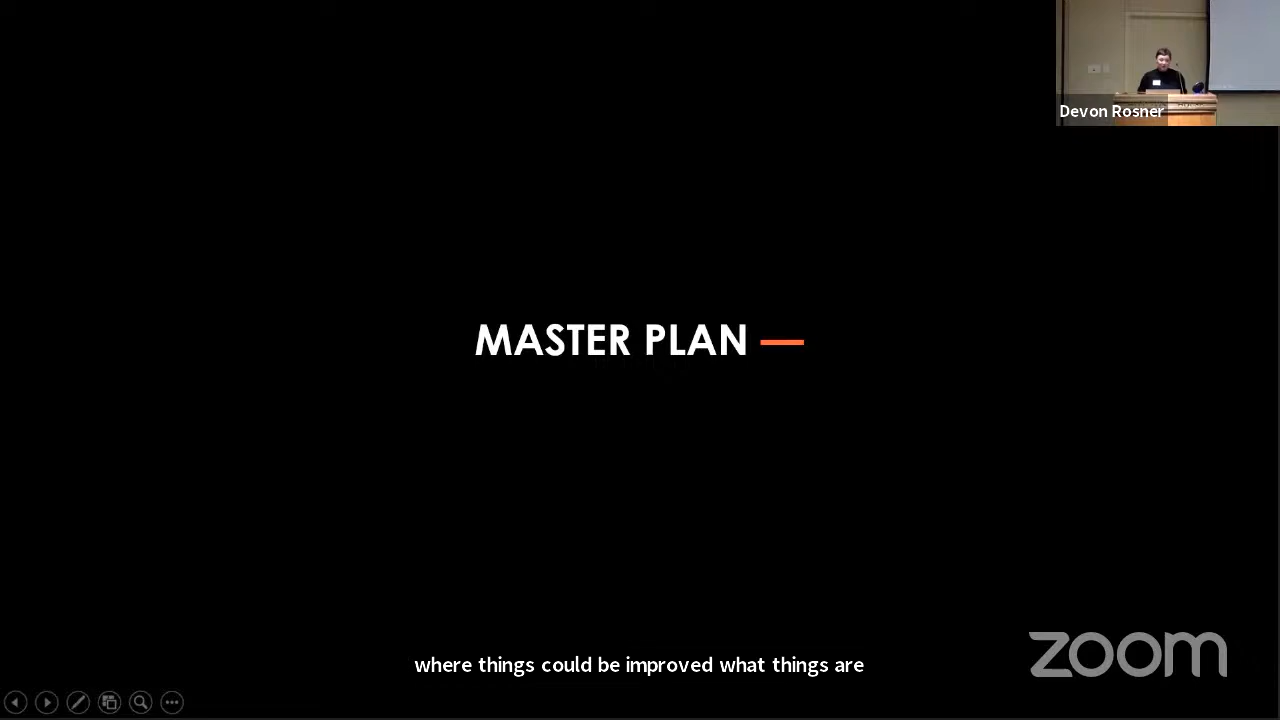 Devon Rosner
MASTER PLAN —
where things could be improved what things are
zoom